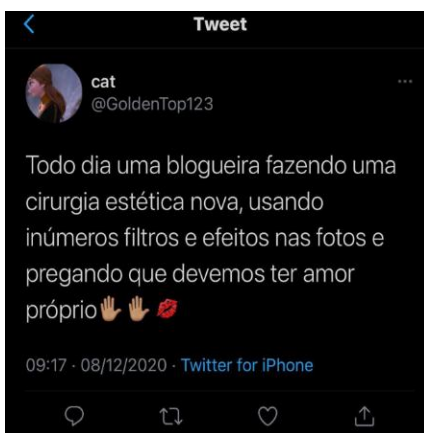 Tweet
cat
@GoldenTop123
Todo dia uma blogueira fazendo uma
cirurgia estética nova, usando
inúmeros filtros e efeitos nas fotos e
pregando que devemos ter amor
próprio🖐🏽🖐🏽💋
09:17 · 08/12/2020 · Twitter for iPhone